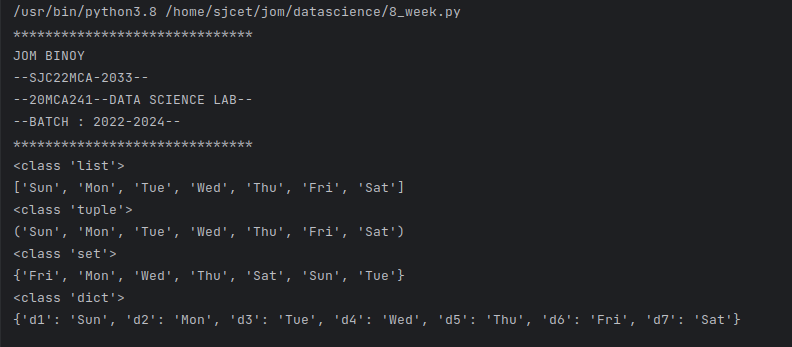 /usr/bin/python3.8 /home/sjcet/jom/datascience/8_week.py
******************************
JOM BINOY
--SJC22MCA-2033--
--20MCA241--DATA SCIENCE LAB--
--BATCH : 2022-2024--
******************************
<class 'list'>
['Sun', 'Mon', 'Tue', 'Wed', 'Thu', 'Fri', 'Sat']
<class 'tuple'>
('Sun', 'Mon', 'Tue', 'Wed', 'Thu', 'Fri', 'Sat')
<class 'set'>
{'Fri', 'Mon', 'Wed', 'Thu', 'Sat', 'Sun', 'Tue'}
<class 'dict'>
{'d1': 'Sun', 'd2': 'Mon', 'd3': 'Tue', 'd4': 'Wed', 'd5': 'Thu', 'd6': 'Fri', 'd7': 'Sat'}